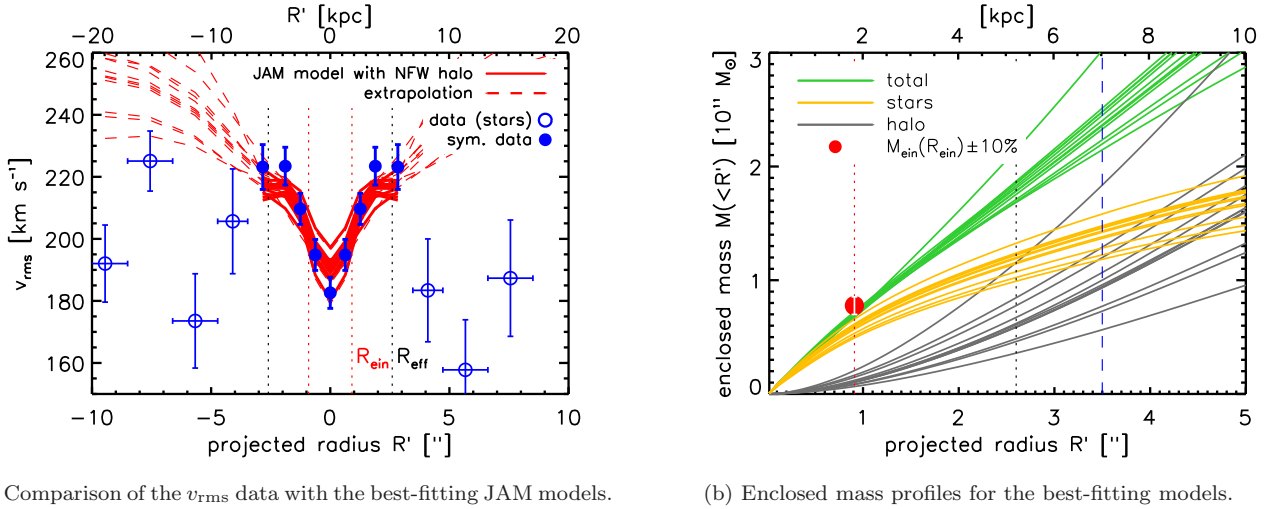 R' [kpc]
−20 −10 0 10 20
260
240
220
200
180
160
v_rms [km s⁻¹]
JAM model with NFW halo
extrapolation
data (stars)
sym. data
R_ein
R_eff
−10 −5 0 5 10
projected radius R' ["]
Comparison of the v_rms data with the best-fitting JAM models.
[kpc]
2 4 6 8 10
3
2
1
0
enclosed mass M(<R') [10¹¹ M_⊙]
total
stars
halo
M_ein(R_ein)±10%
1 2 3 4 5
projected radius R' ["]
(b) Enclosed mass profiles for the best-fitting models.